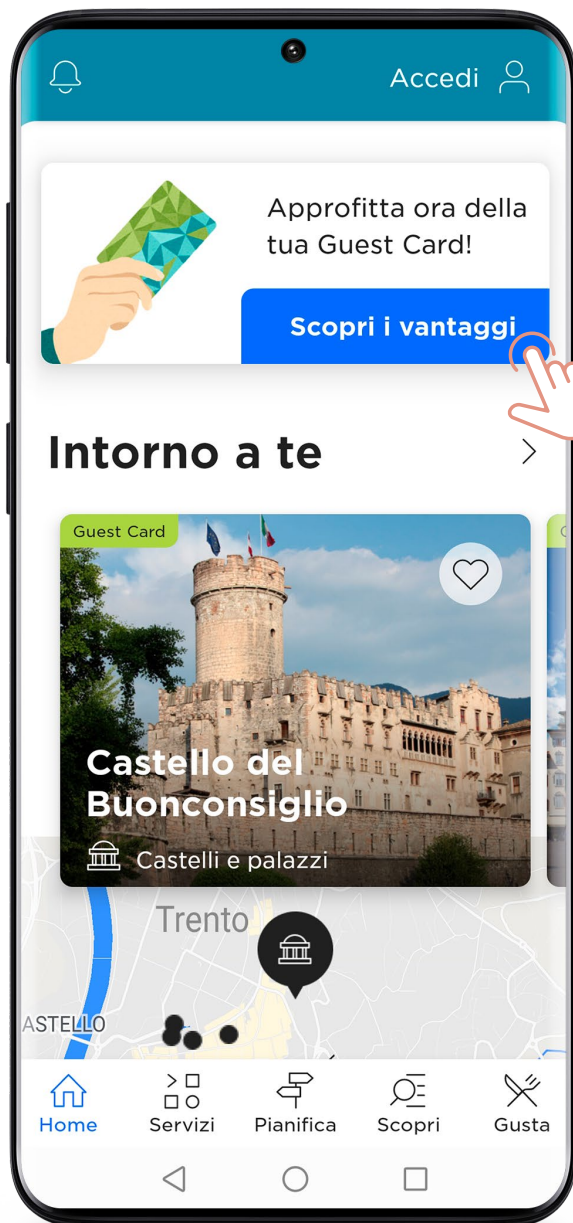 Accedi
Approfitta ora della
tua Guest Card!
Scopri i vantaggi
Intorno a te
Guest Card
Castello del
Buonconsiglio
Castelli e palazzi
Trento
ASTELLO
Home
Servizi
Pianifica
Scopri
Gusta